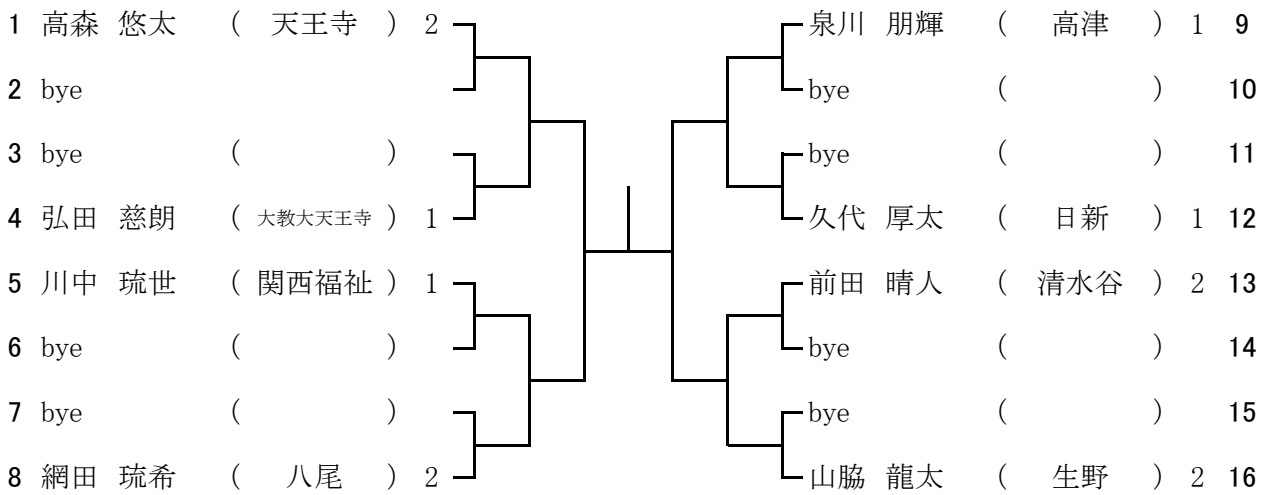 1 高森 悠太 ( 天王寺 ) 2 泉川 朋輝 ( 高津 ) 1 9
2 bye bye ( ) 10
3 bye ( ) bye ( ) 11
4 弘田 慈朗 ( 大教大天王寺 ) 1 久代 厚太 ( 日新 ) 1 12
5 川中 琉世 ( 関西福祉 ) 1 前田 晴人 ( 清水谷 ) 2 13
6 bye ( ) bye ( ) 14
7 bye ( ) bye ( ) 15
8 網田 琉希 ( 八尾 ) 2 山脇 龍太 ( 生野 ) 2 16